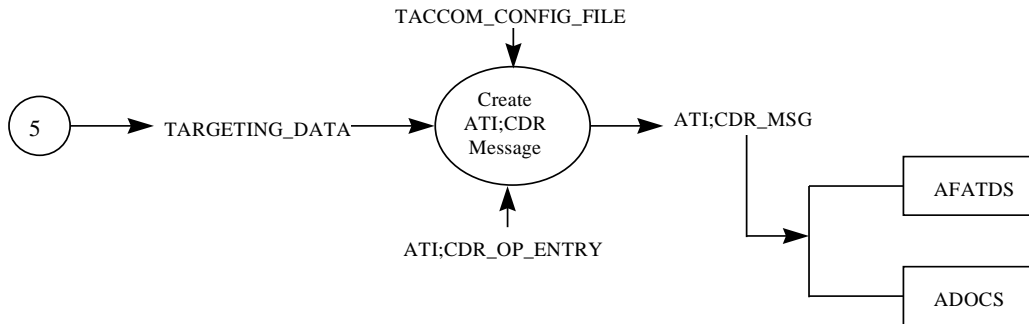 TACCOM_CONFIG_FILE
5
TARGETING_DATA
Create
ATI;CDR
Message
ATI;CDR_MSG
AFATDS
ATI;CDR_OP_ENTRY
ADOCS